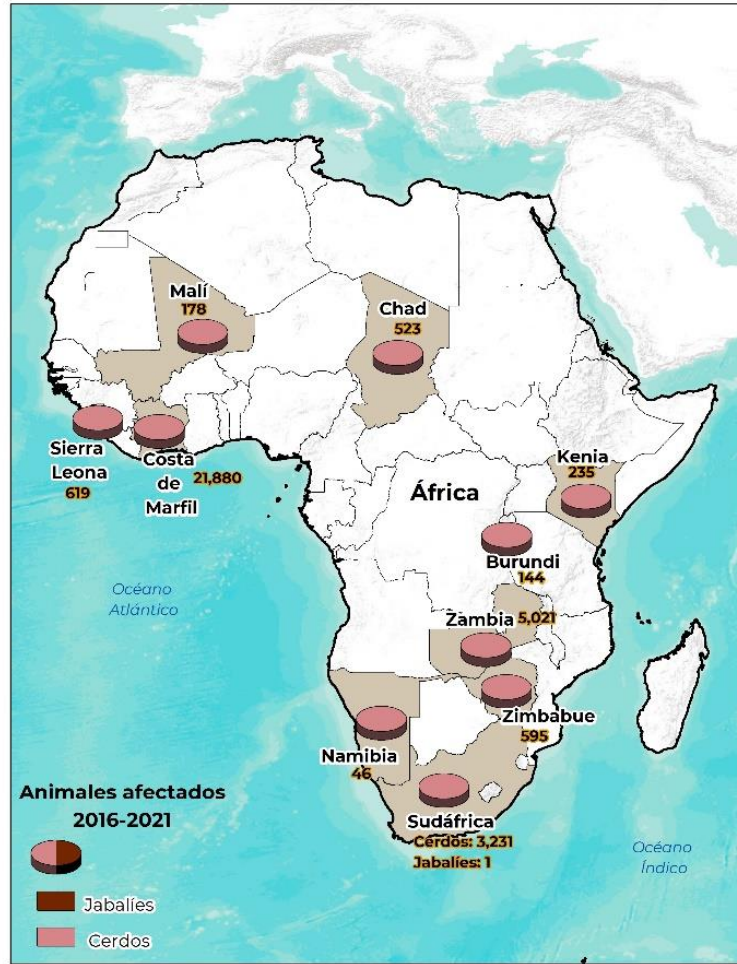 Malí
178
Chad
523
Sierra
Leona
619
Costa
de
Marfil
21,880
Kenia
235
África
Burundi
144
Océano
Atlántico
Zambia
5,021
Zimbabue
595
Namibia
46
Sudáfrica
Cerdos: 3,231
Jabalíes: 1
Océano
Índico
Animales afectados
2016-2021
Jabalíes
Cerdos